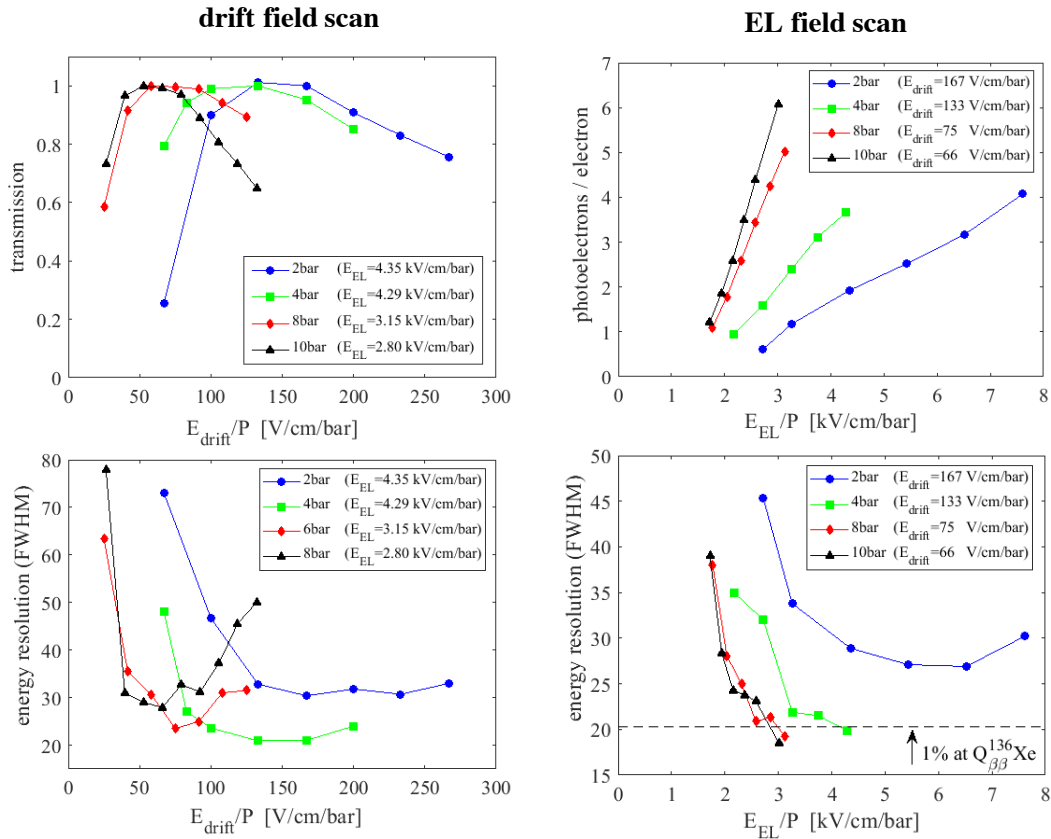 drift field scan
EL field scan
transmission
1
0.8
0.6
0.4
0.2
0
0 50 100 150 200 250 300
E_drift/P [V/cm/bar]
2bar (E_EL=4.35 kV/cm/bar)
4bar (E_EL=4.29 kV/cm/bar)
8bar (E_EL=3.15 kV/cm/bar)
10bar (E_EL=2.80 kV/cm/bar)
photoelectrons / electron
7
6
5
4
3
2
1
0
0 1 2 3 4 5 6 7 8
E_EL/P [kV/cm/bar]
2bar (E_drift=167 V/cm/bar)
4bar (E_drift=133 V/cm/bar)
8bar (E_drift=75 V/cm/bar)
10bar (E_drift=66 V/cm/bar)
energy resolution (FWHM)
80
70
60
50
40
30
20
0 50 100 150 200 250 300
E_drift/P [V/cm/bar]
2bar (E_EL=4.35 kV/cm/bar)
4bar (E_EL=4.29 kV/cm/bar)
6bar (E_EL=3.15 kV/cm/bar)
8bar (E_EL=2.80 kV/cm/bar)
energy resolution (FWHM)
50
45
40
35
30
25
20
15
0 1 2 3 4 5 6 7 8
E_EL/P [kV/cm/bar]
2bar (E_drift=167 V/cm/bar)
4bar (E_drift=133 V/cm/bar)
8bar (E_drift=75 V/cm/bar)
10bar (E_drift=66 V/cm/bar)
1% at Q_ββ^136Xe